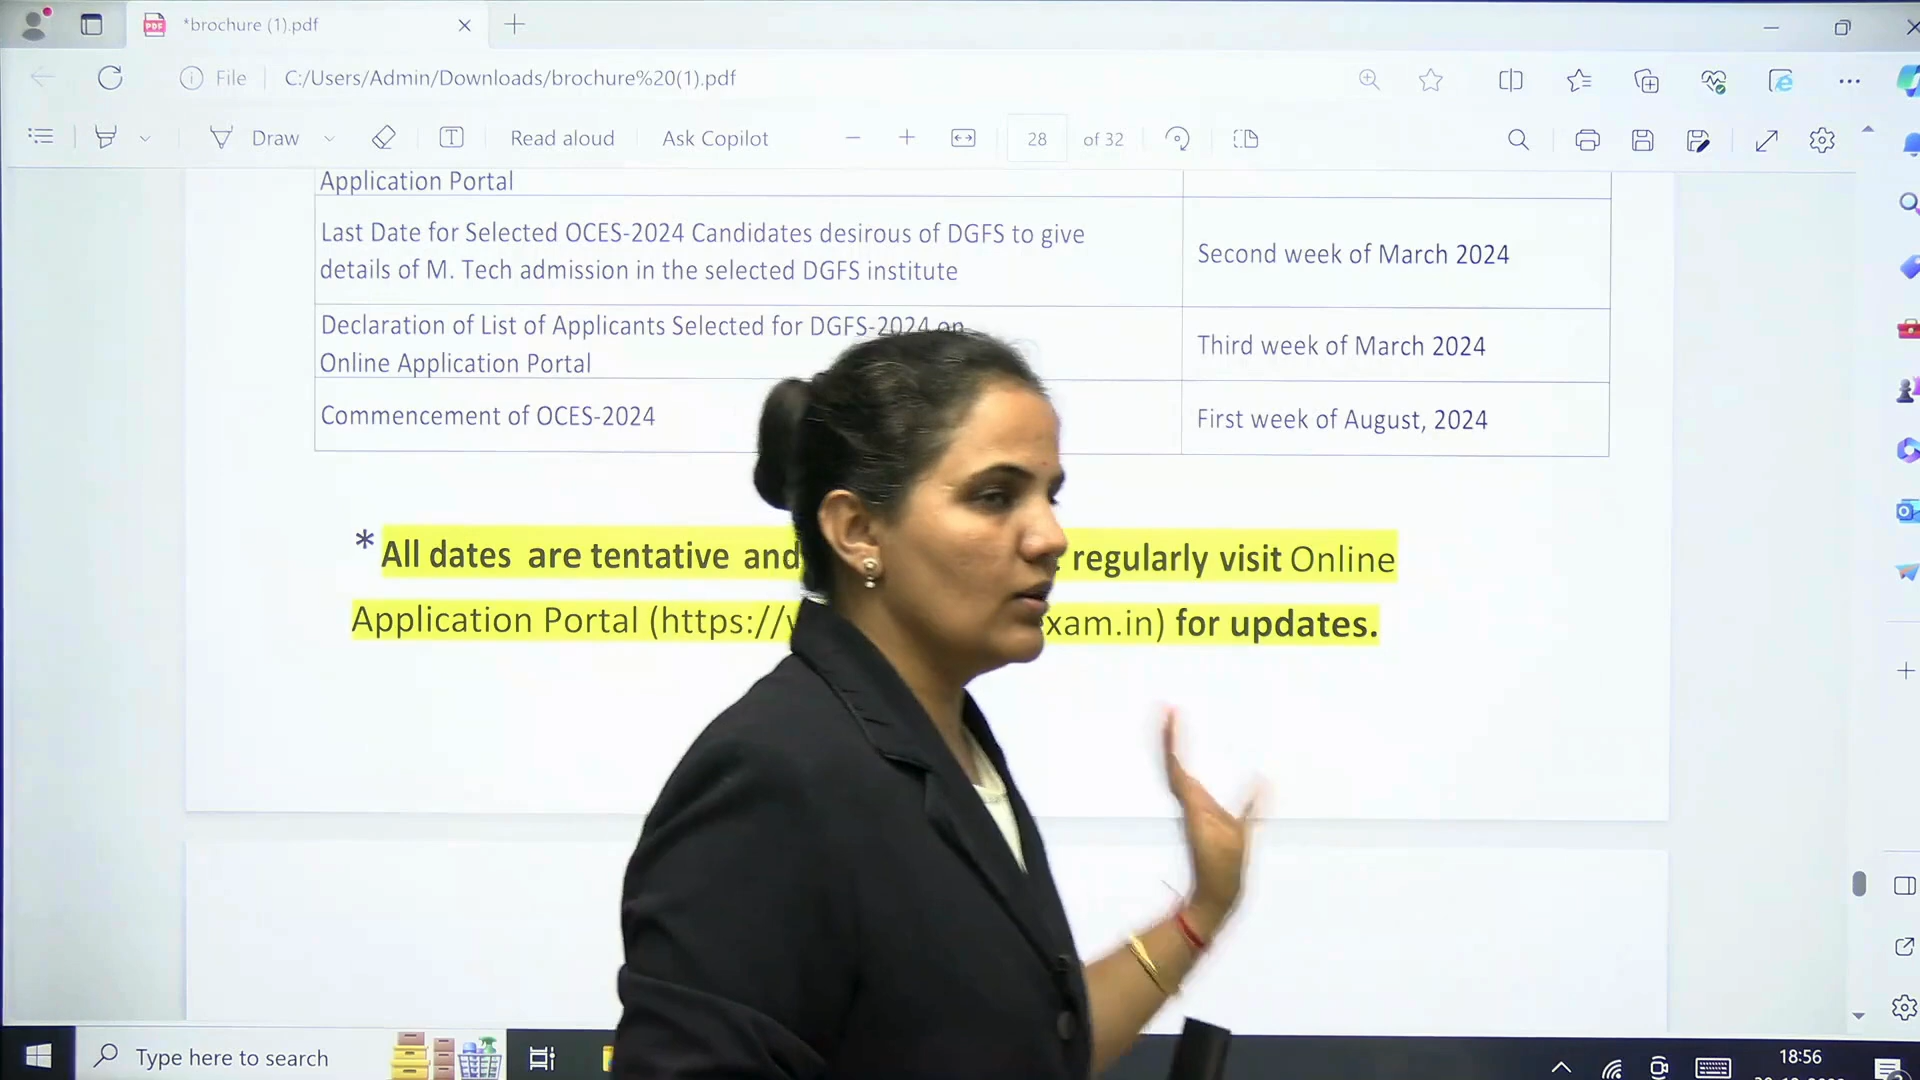 *brochure (1).pdf
File
C:/Users/Admin/Downloads/brochure%20(1).pdf
Draw
Read aloud
Ask Copilot
28
of 32
Application Portal
Last Date for Selected OCES-2024 Candidates desirous of DGFS to give
details of M. Tech admission in the selected DGFS institute
Second week of March 2024
Declaration of List of Applicants Selected for DGFS-2024 on
Online Application Portal
Third week of March 2024
Commencement of OCES-2024
First week of August, 2024
* All dates are tentative and regularly visit Online
Application Portal (https:// xam.in) for updates.
Type here to search
18:56